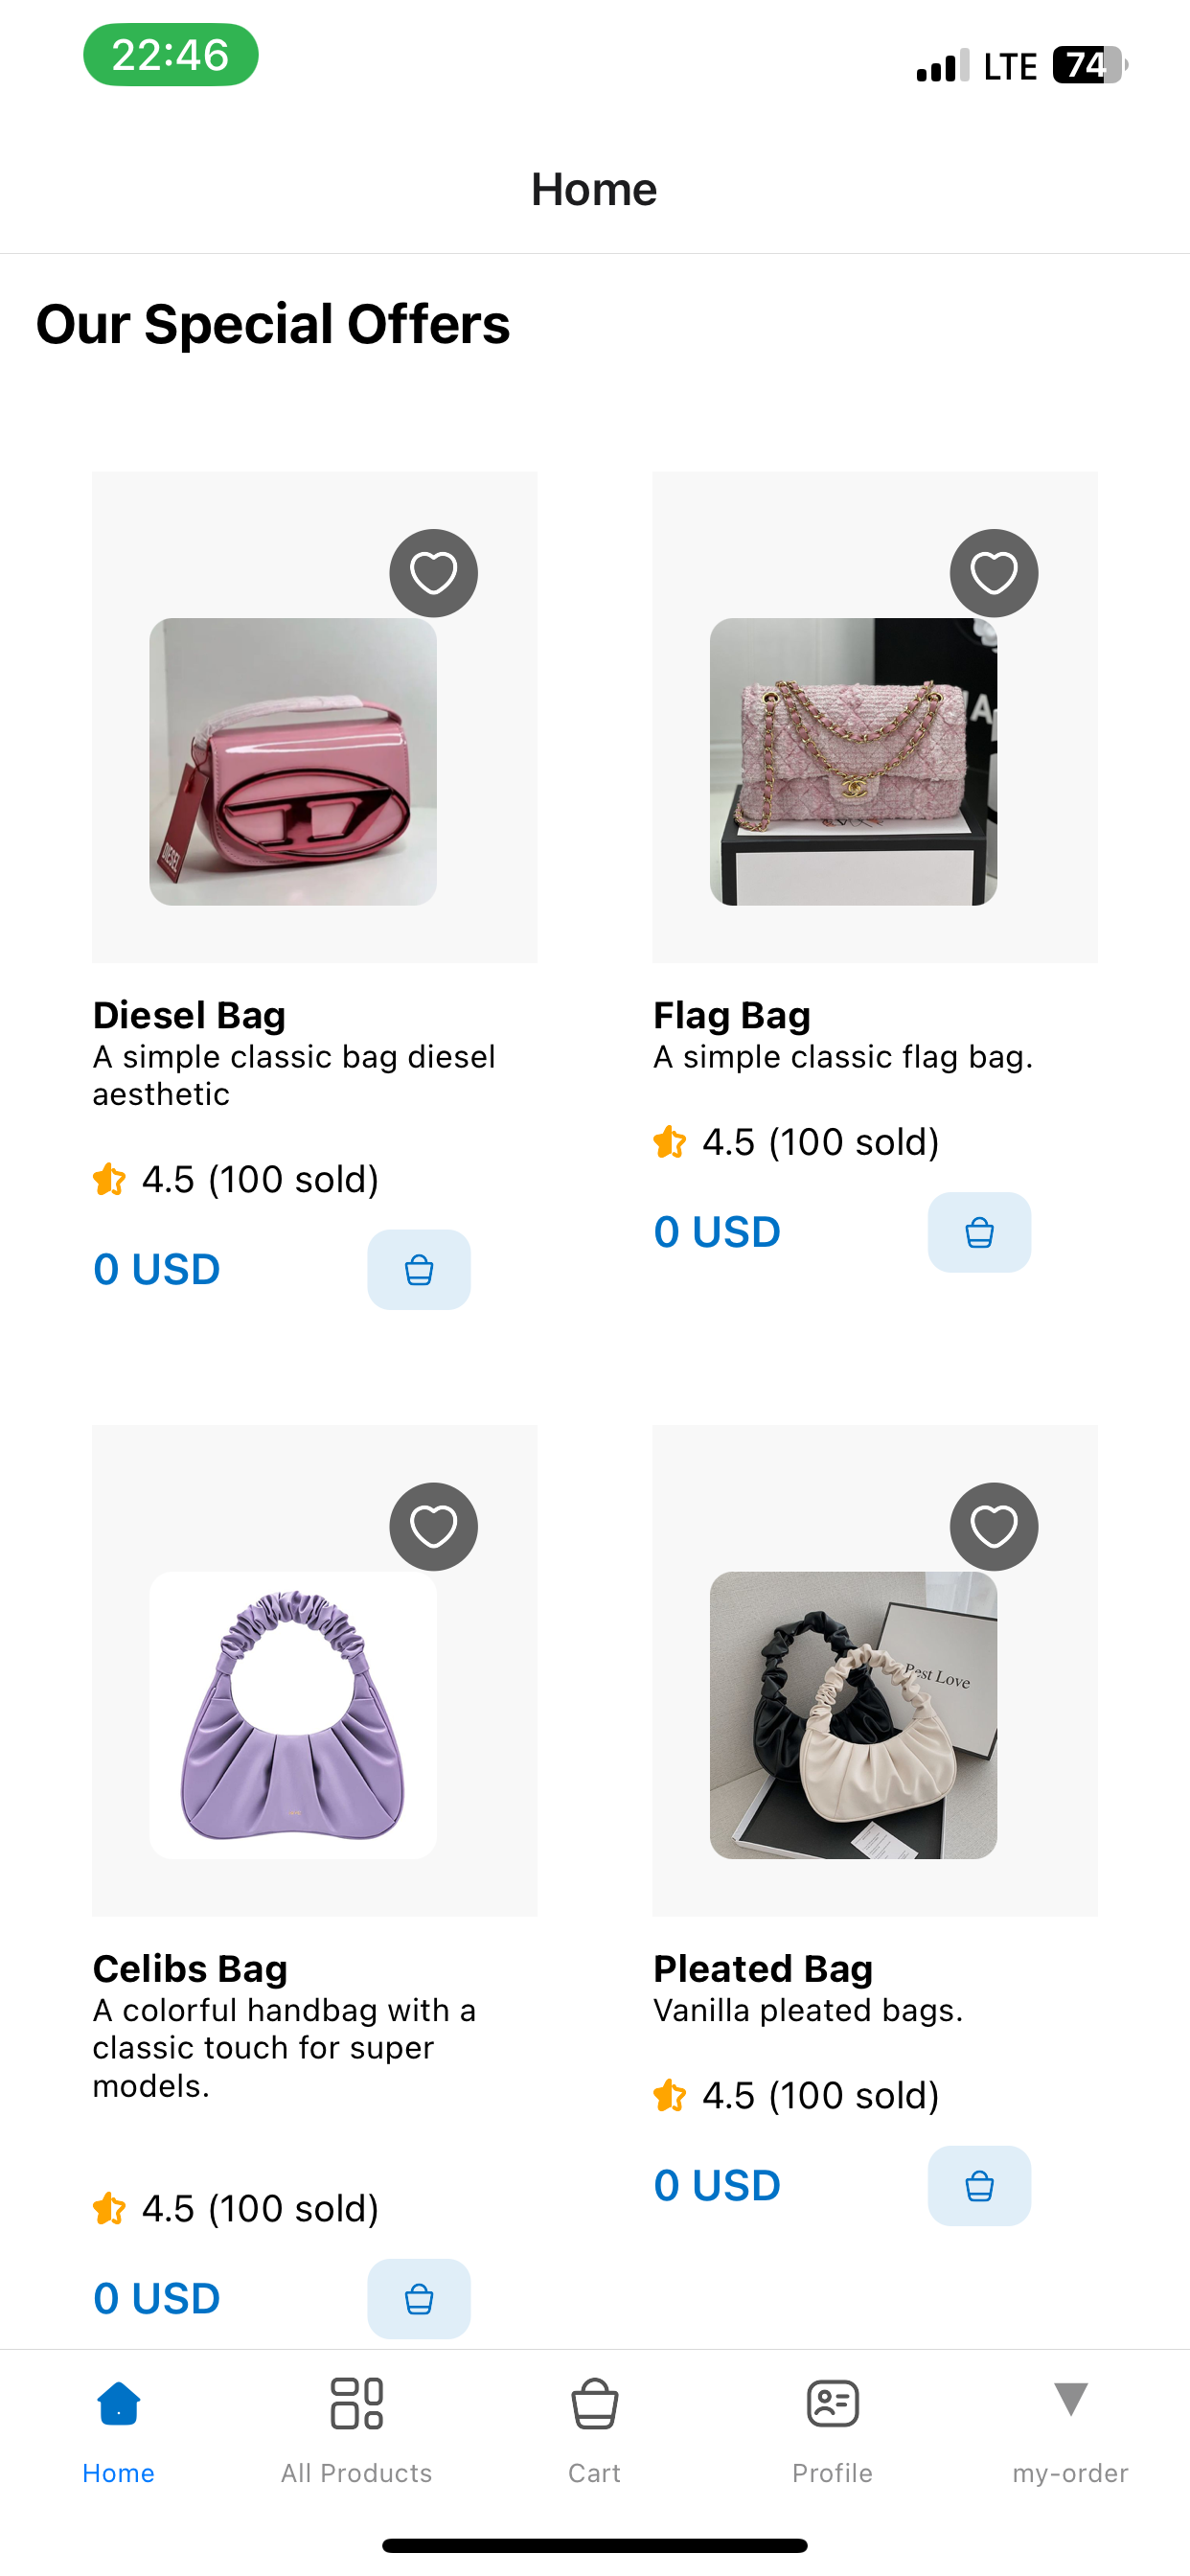 22:46
LTE 74
Home
Our Special Offers
DIESEL
Diesel Bag
A simple classic bag diesel
aesthetic
4.5 (100 sold)
0 USD
Flag Bag
A simple classic flag bag.
4.5 (100 sold)
0 USD
Best Love
Celibs Bag
A colorful handbag with a
classic touch for super
models.
4.5 (100 sold)
0 USD
Pleated Bag
Vanilla pleated bags.
4.5 (100 sold)
0 USD
Home
All Products
Cart
Profile
my-order